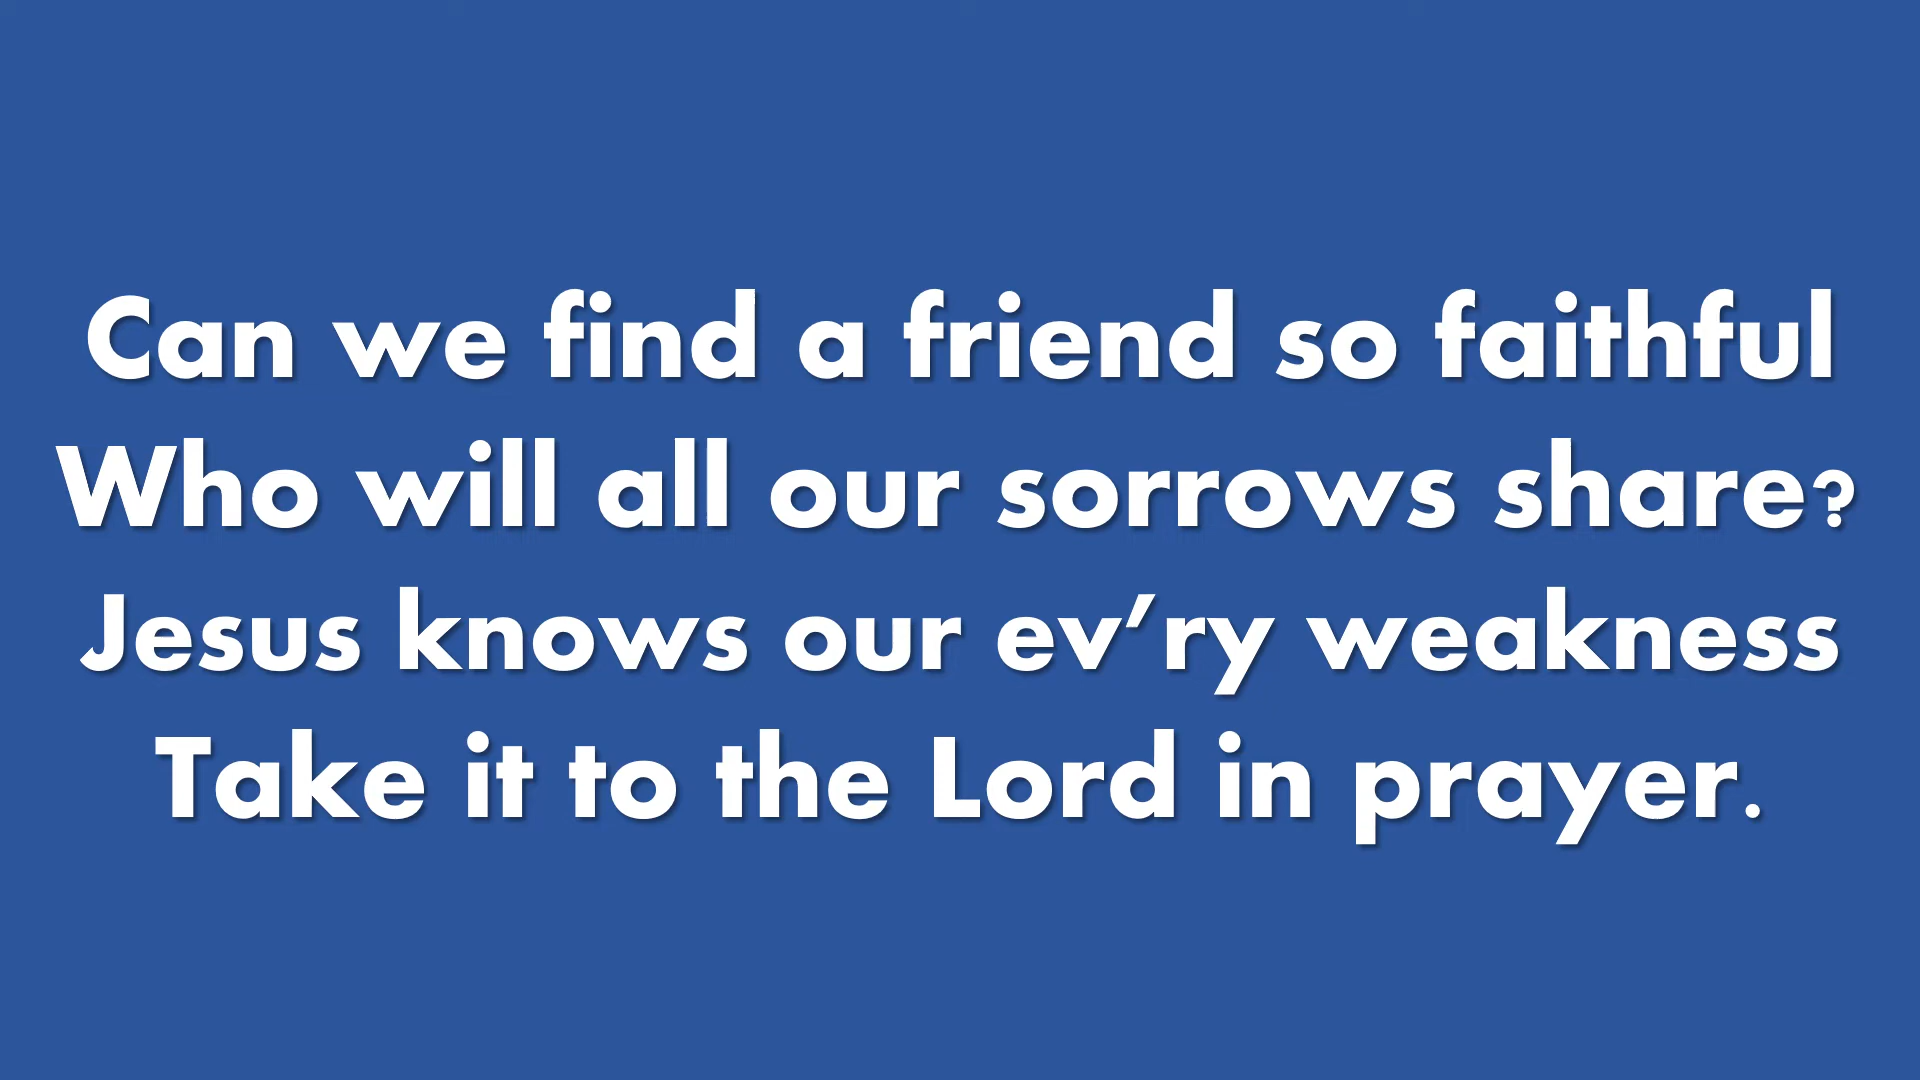 Can we find a friend so faithful
Who will all our sorrows share?
Jesus knows our ev’ry weakness
Take it to the Lord in prayer.